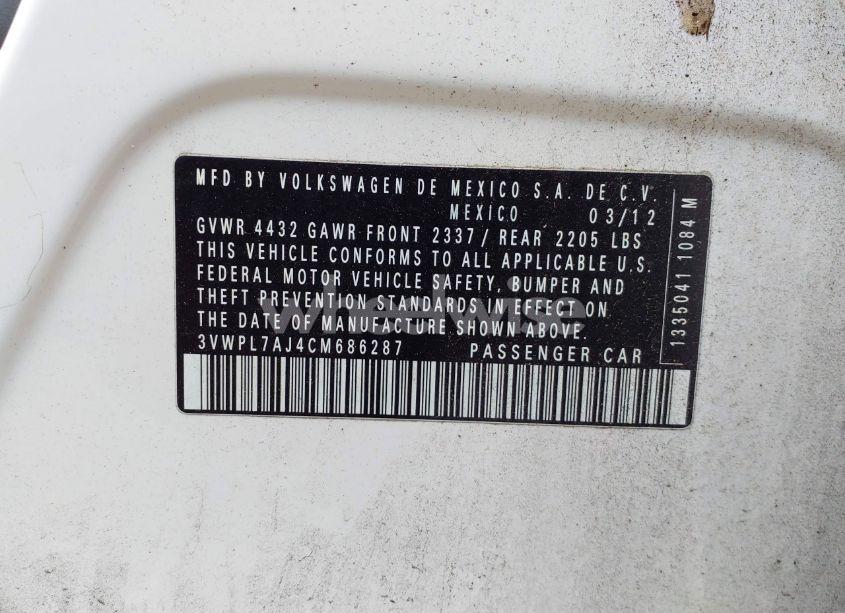 MFD BY VOLKSWAGEN DE MEXICO S.A. DE C.V.
MEXICO 03/12
GVWR 4432 GAWR FRONT 2337/ REAR 2205 LBS
THIS VEHICLE CONFORMS TO ALL APPLICABLE U.S.
FEDERAL MOTOR VEHICLE SAFETY, BUMPER AND
THEFT PREVENTION STANDARDS IN EFFECT ON
THE DATE OF MANUFACTURE SHOWN ABOVE.
3VWPL7AJ4CM686287 PASSENGER CAR
1335041 1084 M
wheelwise